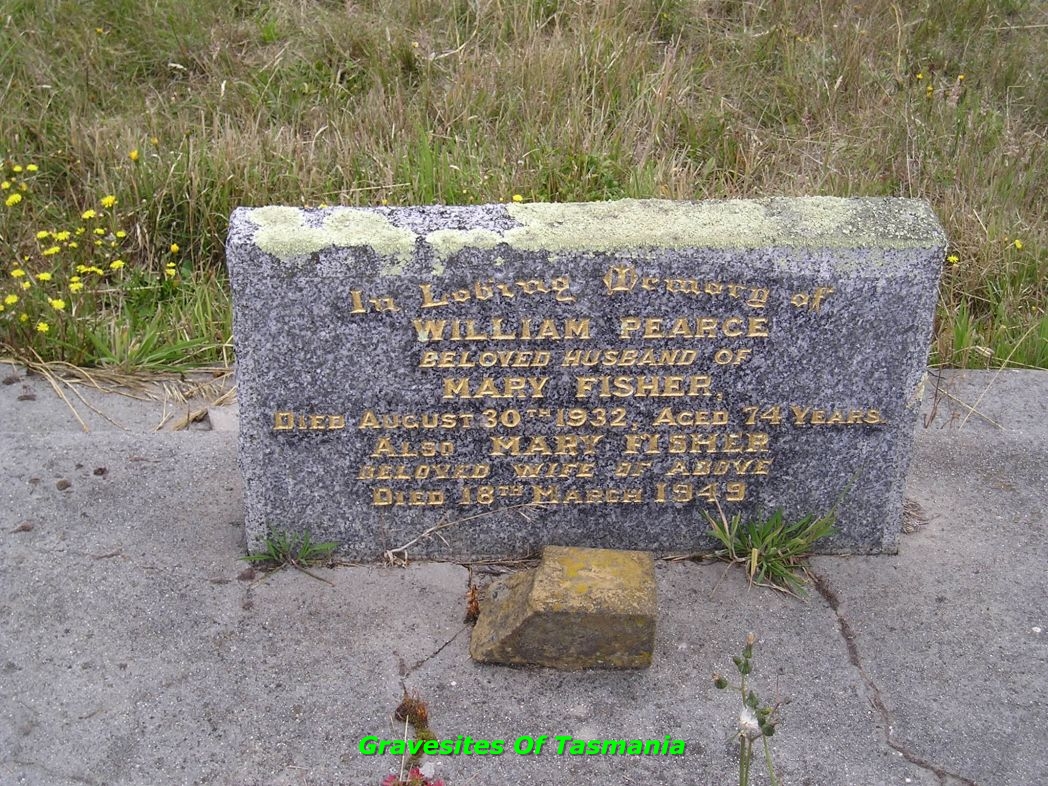 In Loving Memory of
WILLIAM PEARCE
BELOVED HUSBAND OF
MARY FISHER,
DIED AUGUST 30TH 1932, AGED 74 YEARS.
ALSO MARY FISHER
BELOVED WIFE OF ABOVE
DIED 18TH MARCH 1949
Gravesites Of Tasmania